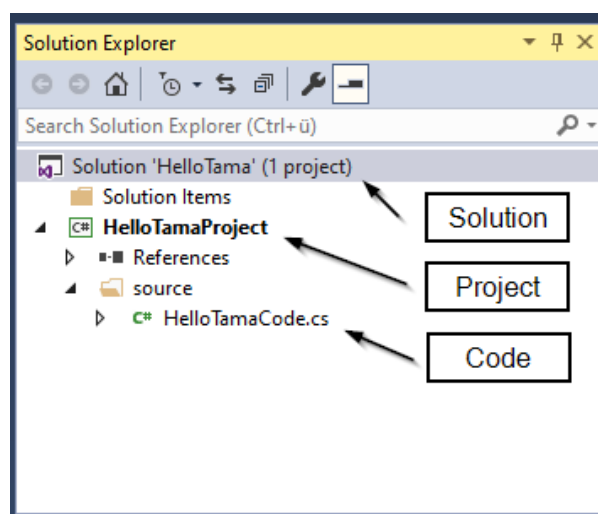 Solution Explorer
Search Solution Explorer (Ctrl+ü)
Solution 'HelloTama' (1 project)
Solution Items
Solution
C# HelloTamaProject
References
Project
source
C# HelloTamaCode.cs
Code